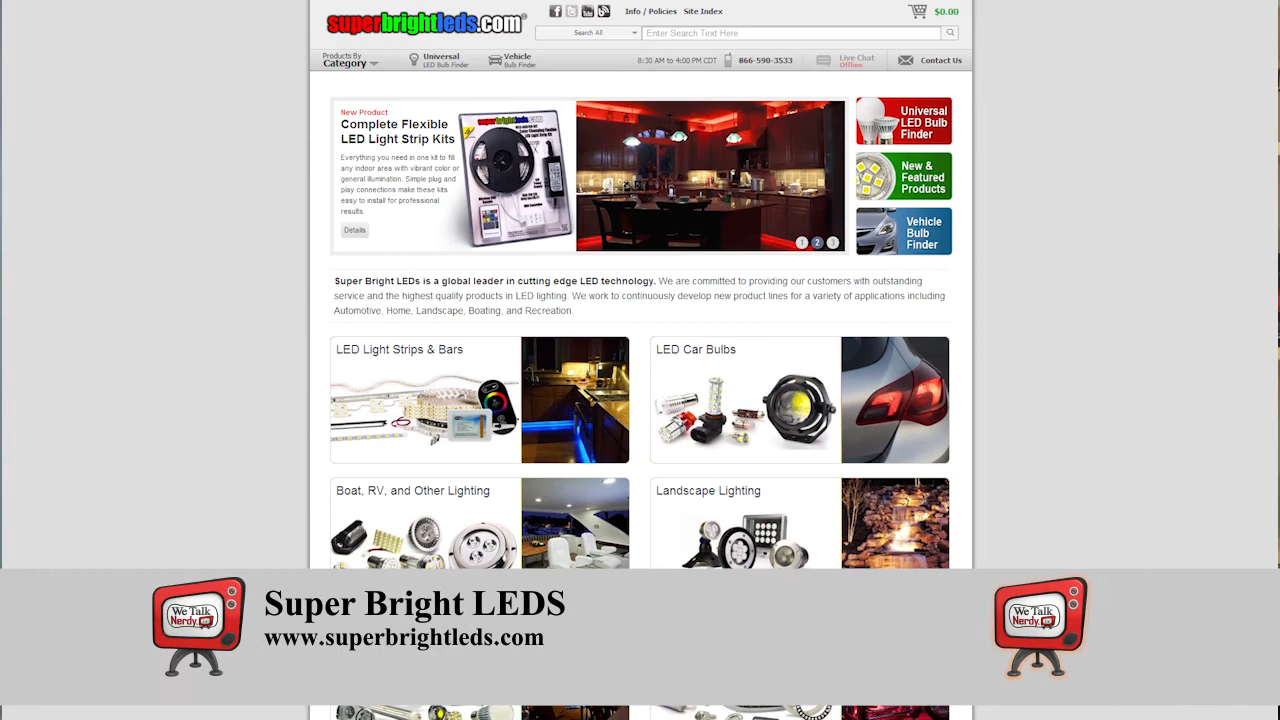 superbrightleds.com®
Info / Policies Site Index
$0.00
Search All
Enter Search Text Here
Products By
Category
Universal
LED Bulb Finder
Vehicle
Bulb Finder
8:30 AM to 4:00 PM CDT
866-590-3533
Live Chat
Offline
Contact Us
New Product
Complete Flexible
LED Light Strip Kits
Everything you need in one kit to fill
any indoor area with vibrant color or
general illumination. Simple plug and
play connections make these kits
easy to install for professional
results.
Details
superbrightleds.com
1 2 3
Universal
LED Bulb
Finder
New &
Featured
Products
Vehicle
Bulb
Finder
Super Bright LEDs is a global leader in cutting edge LED technology. We are committed to providing our customers with outstanding
service and the highest quality products in LED lighting. We work to continuously develop new product lines for a variety of applications including
Automotive, Home, Landscape, Boating, and Recreation.
LED Light Strips & Bars
LED Car Bulbs
Boat, RV, and Other Lighting
Landscape Lighting
We Talk
Nerdy
Super Bright LEDS
www.superbrightleds.com
We Talk
Nerdy